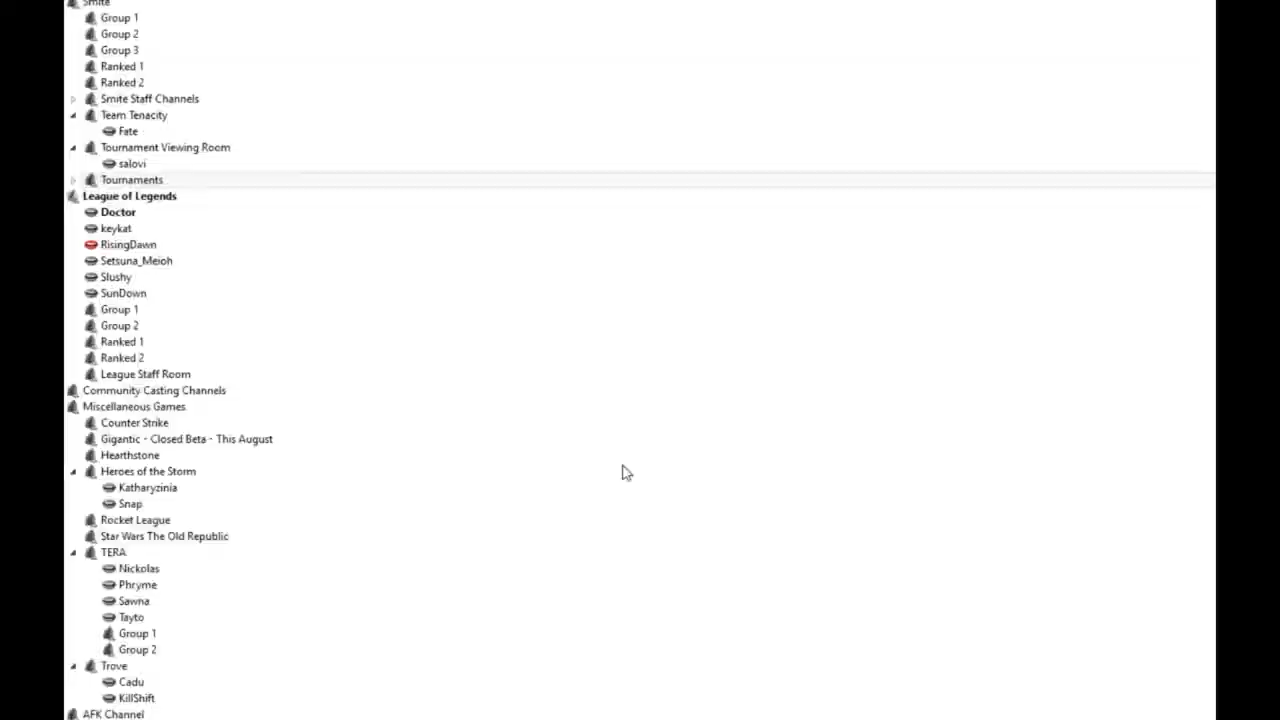 Smite
Group 1
Group 2
Group 3
Ranked 1
Ranked 2
Smite Staff Channels
Team Tenacity
Fate
Tournament Viewing Room
salovi
Tournaments
League of Legends
Doctor
keykat
RisingDawn
Setsuna_Meioh
Slushy
SunDown
Group 1
Group 2
Ranked 1
Ranked 2
League Staff Room
Community Casting Channels
Miscellaneous Games
Counter Strike
Gigantic - Closed Beta - This August
Hearthstone
Heroes of the Storm
Katharyzinia
Snap
Rocket League
Star Wars The Old Republic
TERA
Nickolas
Phryme
Sawna
Tayto
Group 1
Group 2
Trove
Cadu
KillShift
AFK Channel